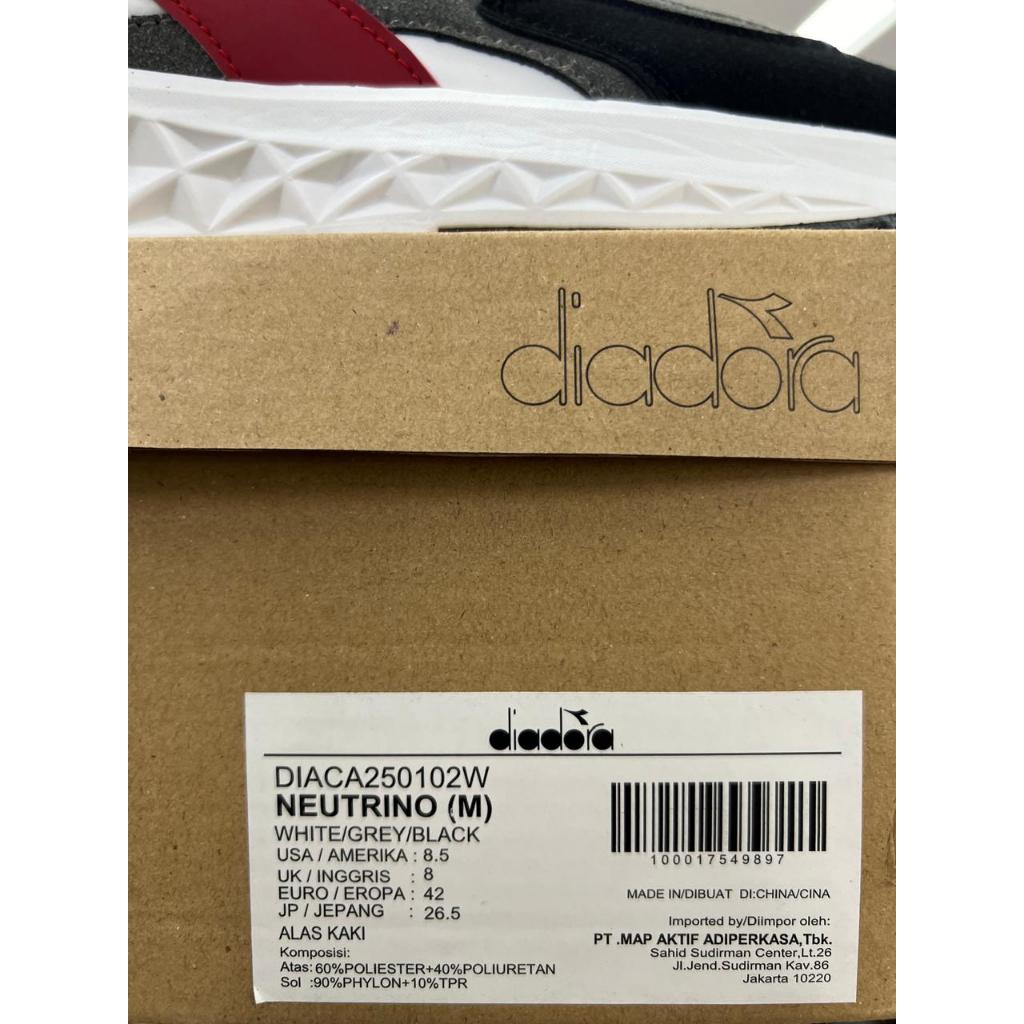 diadora
diadora
DIACA250102W
NEUTRINO (M)
WHITE/GREY/BLACK
USA / AMERIKA : 8.5
UK / INGGRIS : 8
EURO / EROPA : 42
JP / JEPANG : 26.5
ALAS KAKI
Komposisi:
Atas: 60%POLIESTER+40%POLIURETAN
Sol :90%PHYLON+10%TPR
100017549897
MADE IN/DIBUAT DI:CHINA/CINA
Imported by/Diimpor oleh:
PT .MAP AKTIF ADIPERKASA,Tbk.
Sahid Sudirman Center,Lt.26
Jl.Jend.Sudirman Kav.86
Jakarta 10220